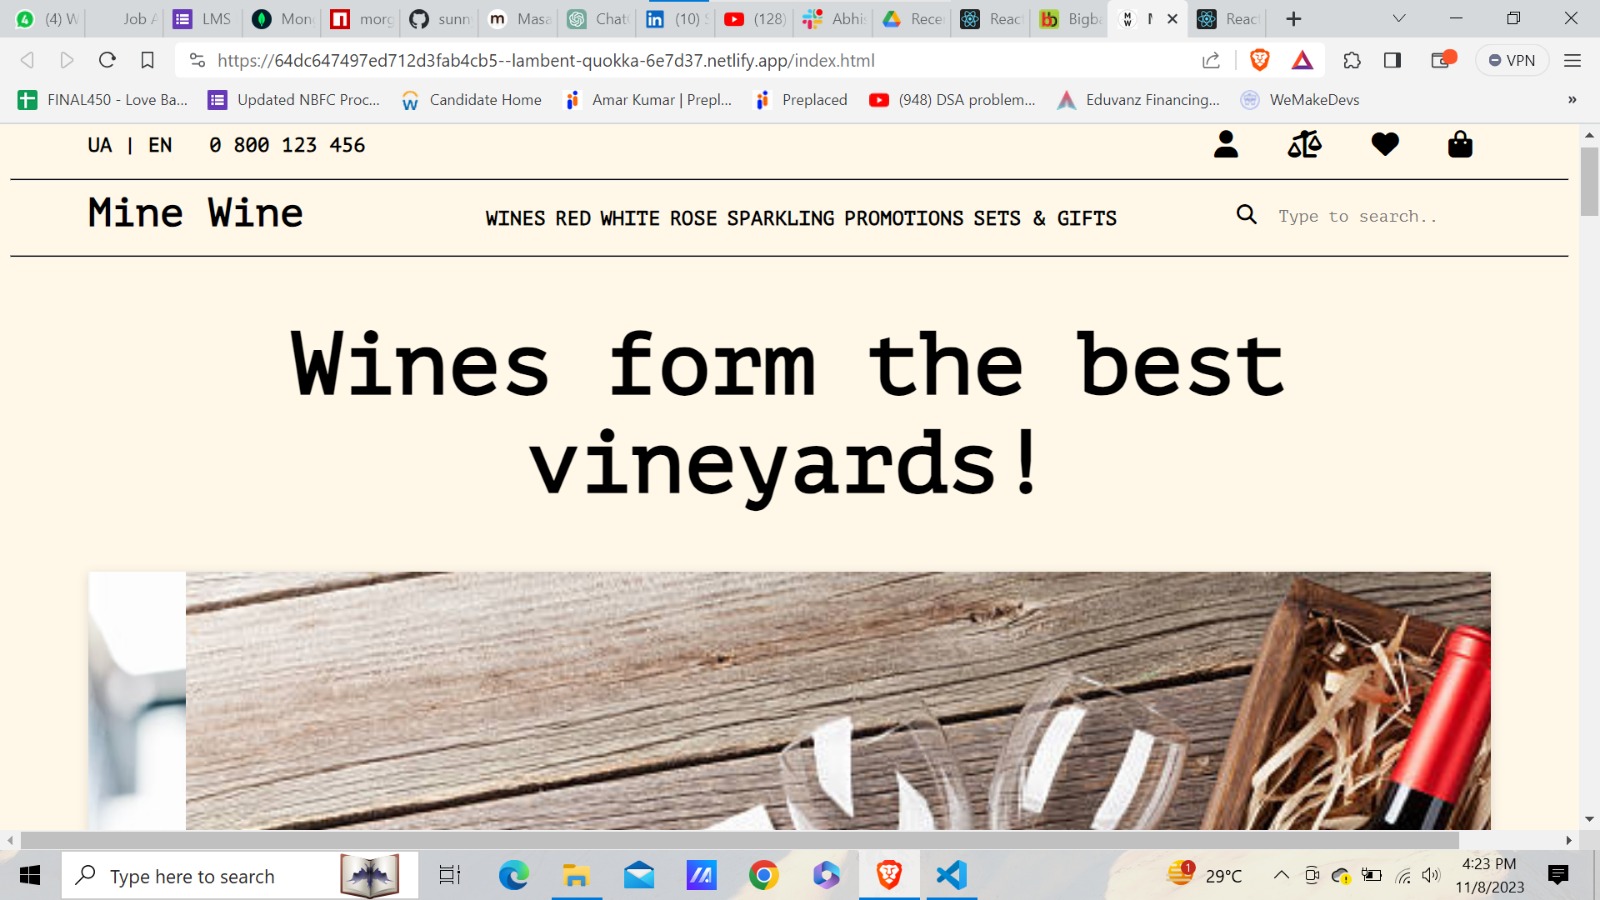 (4) W
Job A
LMS
Mon
morg
sunn
Masa
Chat
(10) S
(128)
Abhi
Rece
Reac
Bigb
Reac
https://64dc647497ed712d3fab4cb5--lambent-quokka-6e7d37.netlify.app/index.html
VPN
FINAL450 - Love Ba...
Updated NBFC Proc...
Candidate Home
Amar Kumar | Prepl...
Preplaced
(948) DSA problem...
Eduvanz Financing...
WeMakeDevs
»
UA | EN 0 800 123 456
Mine Wine
WINES RED WHITE ROSE SPARKLING PROMOTIONS SETS & GIFTS
Type to search..
Wines form the best
vineyards!
Type here to search
1
29°C
4:23 PM
11/8/2023